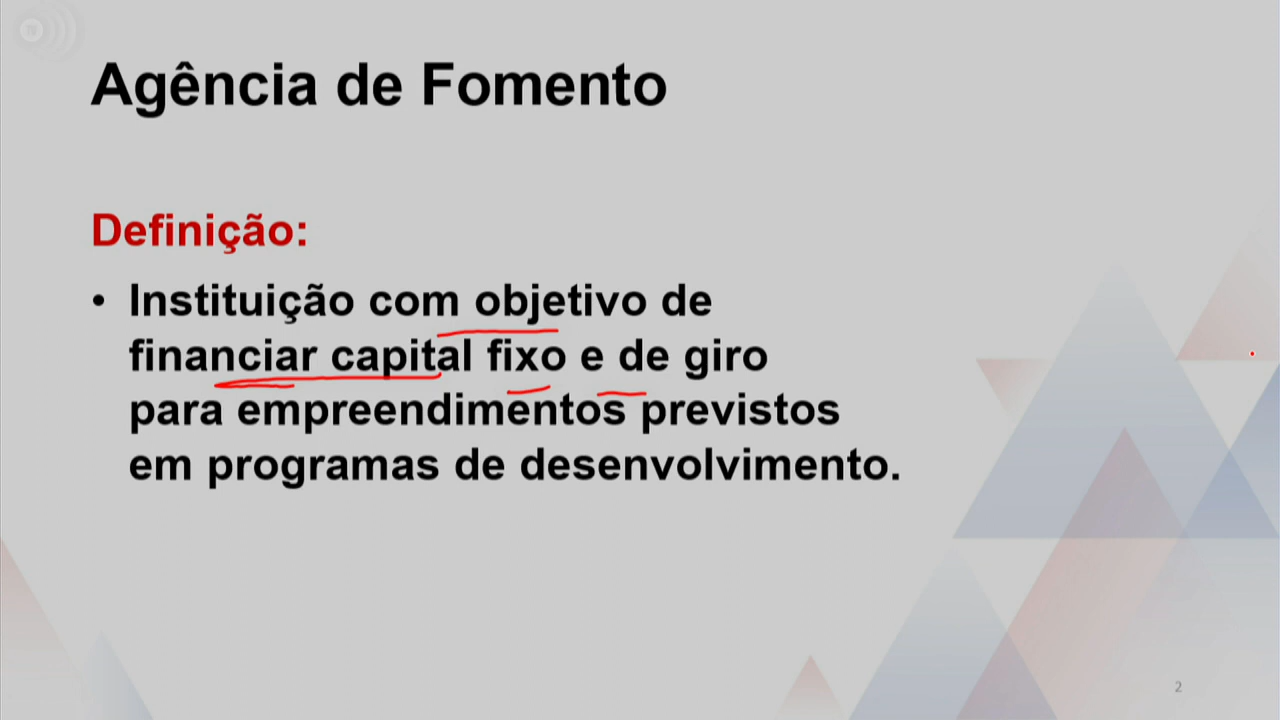 Agência de Fomento
Definição:
• Instituição com objetivo de
financiar capital fixo e de giro
para empreendimentos previstos
em programas de desenvolvimento.
2